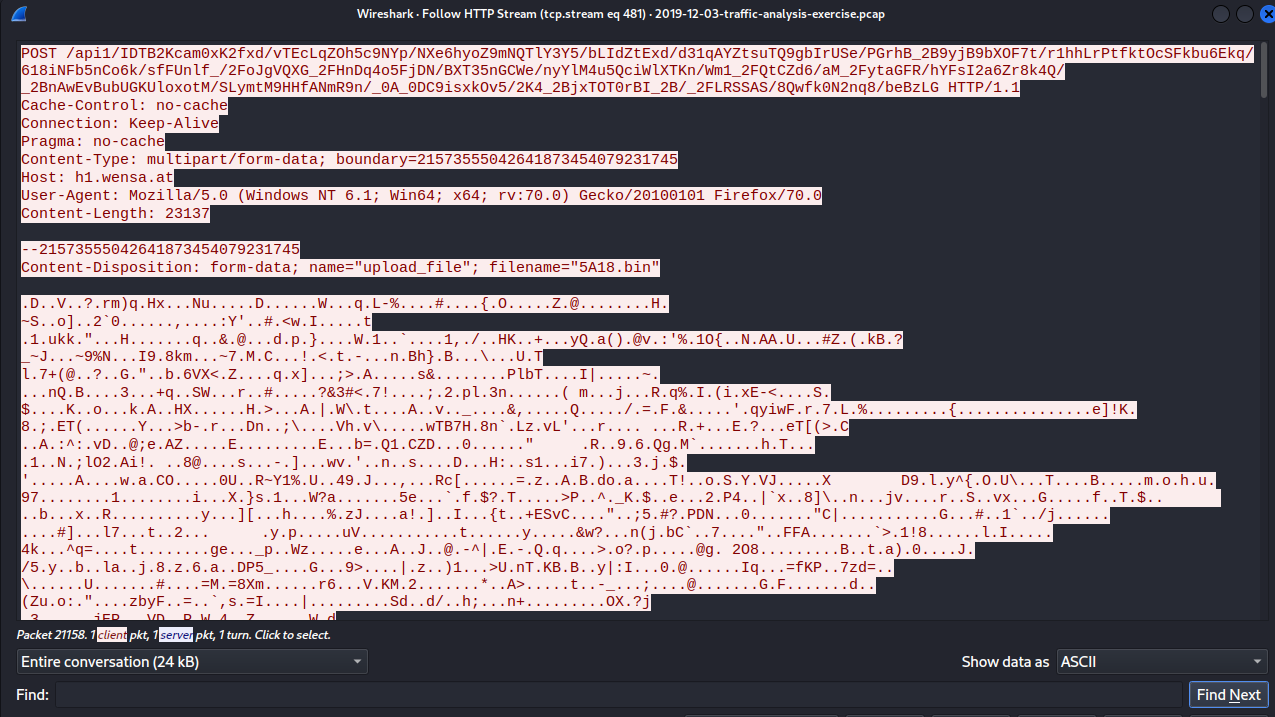 Wireshark · Follow HTTP Stream (tcp.stream eq 481) · 2019-12-03-traffic-analysis-exercise.pcap
POST /api1/IDTB2Kcam0xK2fxd/vTEcLqZOh5c9NYp/NXe6hyoZ9mNQTlY3Y5/bLIdZtExd/d31qAYZtsuTQ9gbIrUSe/PGrhB_2B9yjB9bXOF7t/r1hhLrPtfktOcSFkbu6Ekq/
618iNFb5nCo6k/sfFUnlf_/2FoJgVQXG_2FHnDq4o5FjDN/BXT35nGCWe/nyYlM4u5QciWlXTKn/Wm1_2FQtCZd6/aM_2FytaGFR/hYFsI2a6Zr8k4Q/
_2BnAwEvBubUGKUloxotM/SLymtM9HHfANmR9n/_0A_0DC9isxkOv5/2K4_2BjxTOT0rBI_2B/_2FLRSSAS/8Qwfk0N2nq8/beBzLG HTTP/1.1
Cache-Control: no-cache
Connection: Keep-Alive
Pragma: no-cache
Content-Type: multipart/form-data; boundary=21573555042641873454079231745
Host: h1.wensa.at
User-Agent: Mozilla/5.0 (Windows NT 6.1; Win64; x64; rv:70.0) Gecko/20100101 Firefox/70.0
Content-Length: 23137
--21573555042641873454079231745
Content-Disposition: form-data; name="upload_file"; filename="5A18.bin"
.D..V..?.rm)q.Hx...Nu.....D......W...q.L-%....#....{.O.....Z.@........H.
~S..o]..2`0......,....:Y'..#.<w.I.....t
.1.ukk."...H.......q..&.@...d.p.}....W.1..`....1,./..HK..+...yQ.a().@v.:'%.1O{..N.AA.U...#Z.(.kB.?
_~J...~9%N...I9.8km...~7.M.C...!.<.t.-...n.Bh}.B...\...U.T
l.7+(@..?..G."..b.6VX<.Z....q.x]...;>.A.....s&........PlbT....I|.....~.
...nQ.B....3...+q..SW...r..#.....?&3#<.7!....;.2.pl.3n......( m...j...R.q%.I.(i.xE-<....S.
$....K..o...k.A..HX......H.>...A.|.W\.t....A..v.._....&,.....Q...../.=.F.&.....'.qyiwF.r.7.L.%.........{...............e]!K.
8.;.ET(......Y...>b-.r...Dn..;\....Vh.v\.....wTB7H.8n`.Lz.vL'...r.... ...R.+...E.?...eT[(>.C
..A.:^:.vD..@;e.AZ.....E.........E...b=.Q1.CZD...0......"     .R..9.6.Qg.M`.......h.T...
.1..N.;lO2.Ai!. ..8@....s...-.]...wv.'..n..s....D...H:..s1...i7.)...3.j.$.
'.....A....w.a.CO.....0U..R~Y1%.U..49.J...,...Rc[......=.z..A.B.do.a....T!..o.S.Y.VJ.....X        D9.l.y^{.O.U\...T....B.....m.o.h.u.
97........1........i...X.}s.1...W?a.......5e...`.f.$?.T.....>P..^._K.$..e...2.P4..|`x..8]\..n...jv....r..S..vx...G.....f..T.$..
..b...x..R..........y...][...h....%.zJ....a!.]..I...{t..+ESvC...."..;5.#?.PDN...0......."C|...........G...#..1`../j......
....#]...l7...t..2...      .y.p.....uV...........t......y.....&w?...n(j.bC`..7...."..FFA.......`>.1!8......l.I.....
4k...^q=....t........ge..._p..Wz.....e...A..J..@.-^|.E.-.Q.q....>.o?.p.....@g. 2O8.........B..t.a).0....J.
/5.y..b..la..j.8.z.6.a..DP5_....G...9>....|.z..)1...>U.nT.KB.B..y|:I...0.@......Iq...=fKP..7zd=..
\......U.......#....=M.=8Xm......r6...V.KM.2.......*..A>.....t..-_...;....@.......G.F.......d..
(Zu.o:."....zbyF..=..`,s.=I....|.........Sd..d/..h;...n+.........OX.?j
Packet 21158. 1 client pkt, 1 server pkt, 1 turn. Click to select.
Entire conversation (24 kB)
Show data as ASCII
Find:
Find Next